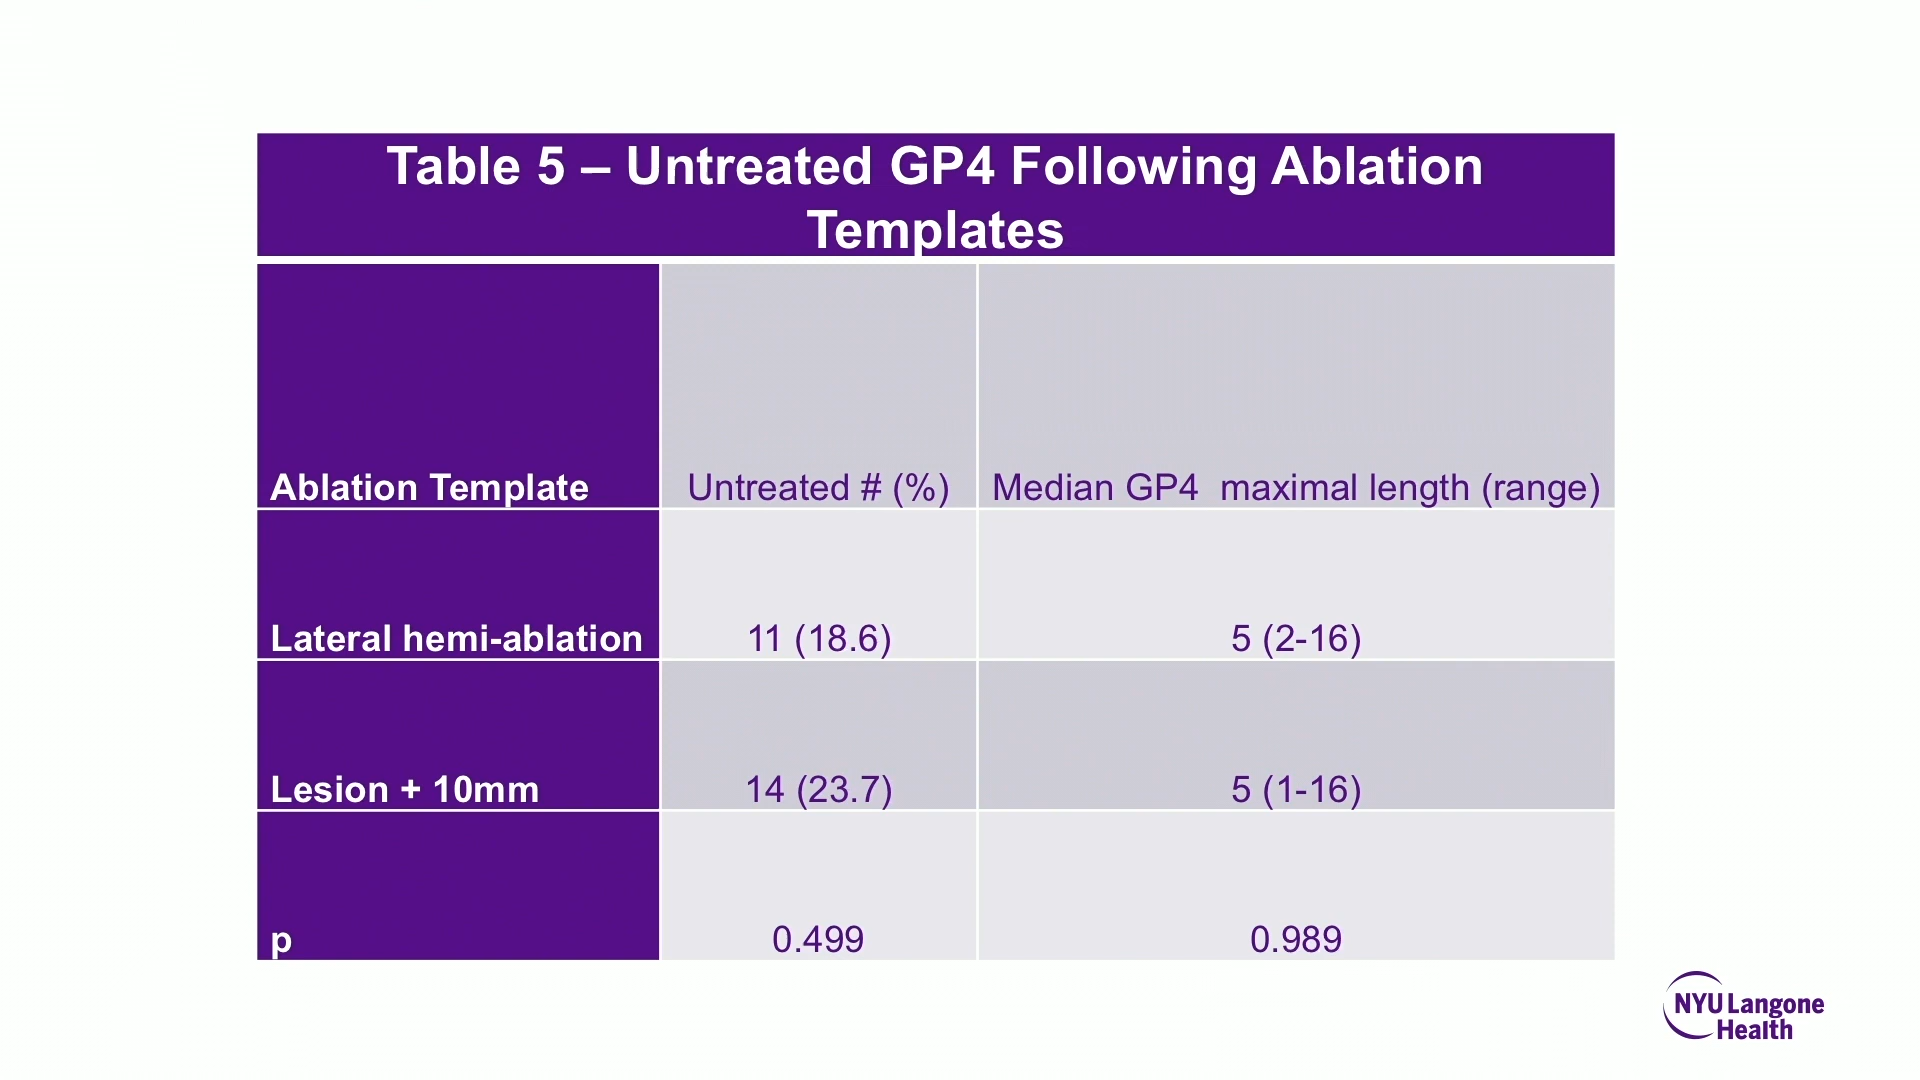 Table 5 – Untreated GP4 Following Ablation
Templates
Ablation Template Untreated # (%) Median GP4  maximal length (range)
Lateral hemi-ablation 11 (18.6) 5 (2-16)
Lesion + 10mm 14 (23.7) 5 (1-16)
p 0.499 0.989
NYU Langone
Health